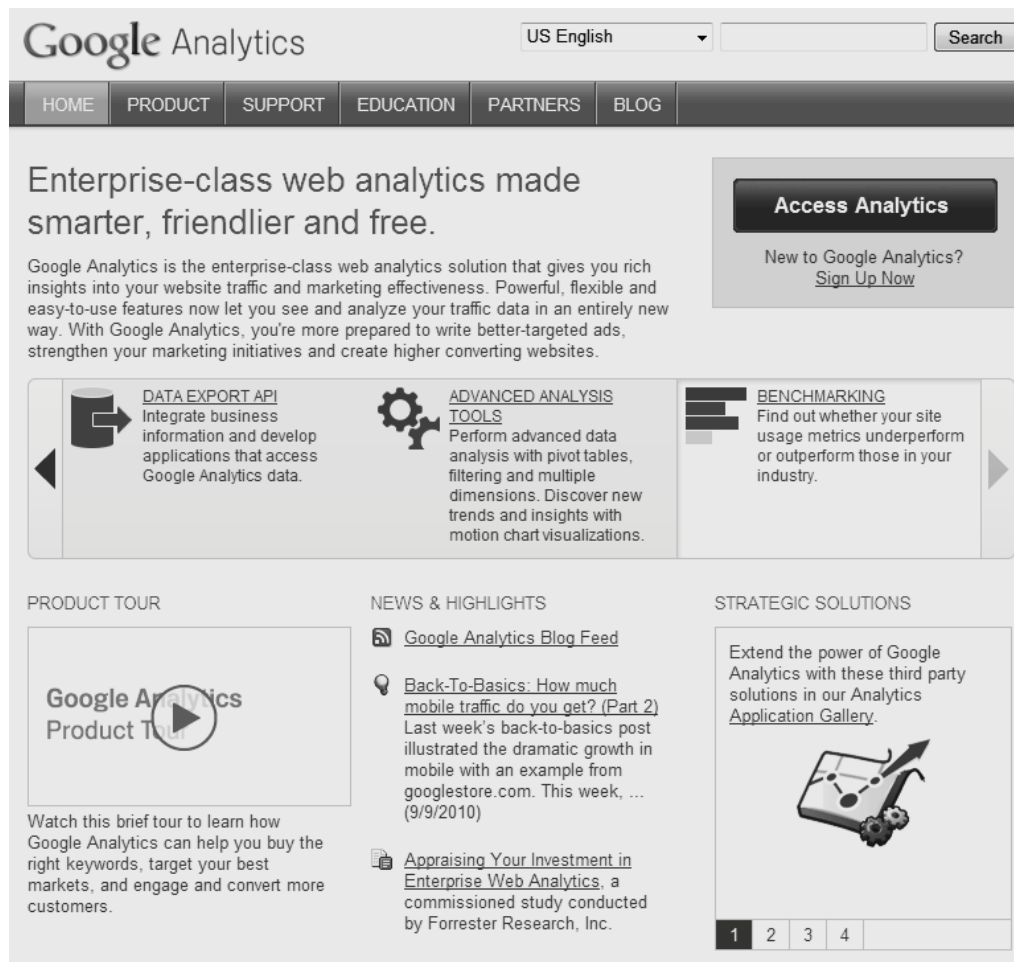 Google Analytics
US English
Search
HOME
PRODUCT
SUPPORT
EDUCATION
PARTNERS
BLOG
Enterprise-class web analytics made
smarter, friendlier and free.
Google Analytics is the enterprise-class web analytics solution that gives you rich
insights into your website traffic and marketing effectiveness. Powerful, flexible and
easy-to-use features now let you see and analyze your traffic data in an entirely new
way. With Google Analytics, you're more prepared to write better-targeted ads,
strengthen your marketing initiatives and create higher converting websites.
Access Analytics
New to Google Analytics?
Sign Up Now
DATA EXPORT API
Integrate business
information and develop
applications that access
Google Analytics data.
ADVANCED ANALYSIS
TOOLS
Perform advanced data
analysis with pivot tables,
filtering and multiple
dimensions. Discover new
trends and insights with
motion chart visualizations.
BENCHMARKING
Find out whether your site
usage metrics underperform
or outperform those in your
industry.
PRODUCT TOUR
Google Analytics
Product Tour
Watch this brief tour to learn how
Google Analytics can help you buy the
right keywords, target your best
markets, and engage and convert more
customers.
NEWS & HIGHLIGHTS
Google Analytics Blog Feed
Back-To-Basics: How much
mobile traffic do you get? (Part 2)
Last week's back-to-basics post
illustrated the dramatic growth in
mobile with an example from
googlestore.com. This week, ...
(9/9/2010)
Appraising Your Investment in
Enterprise Web Analytics, a
commissioned study conducted
by Forrester Research, Inc.
STRATEGIC SOLUTIONS
Extend the power of Google
Analytics with these third party
solutions in our Analytics
Application Gallery.
1 2 3 4